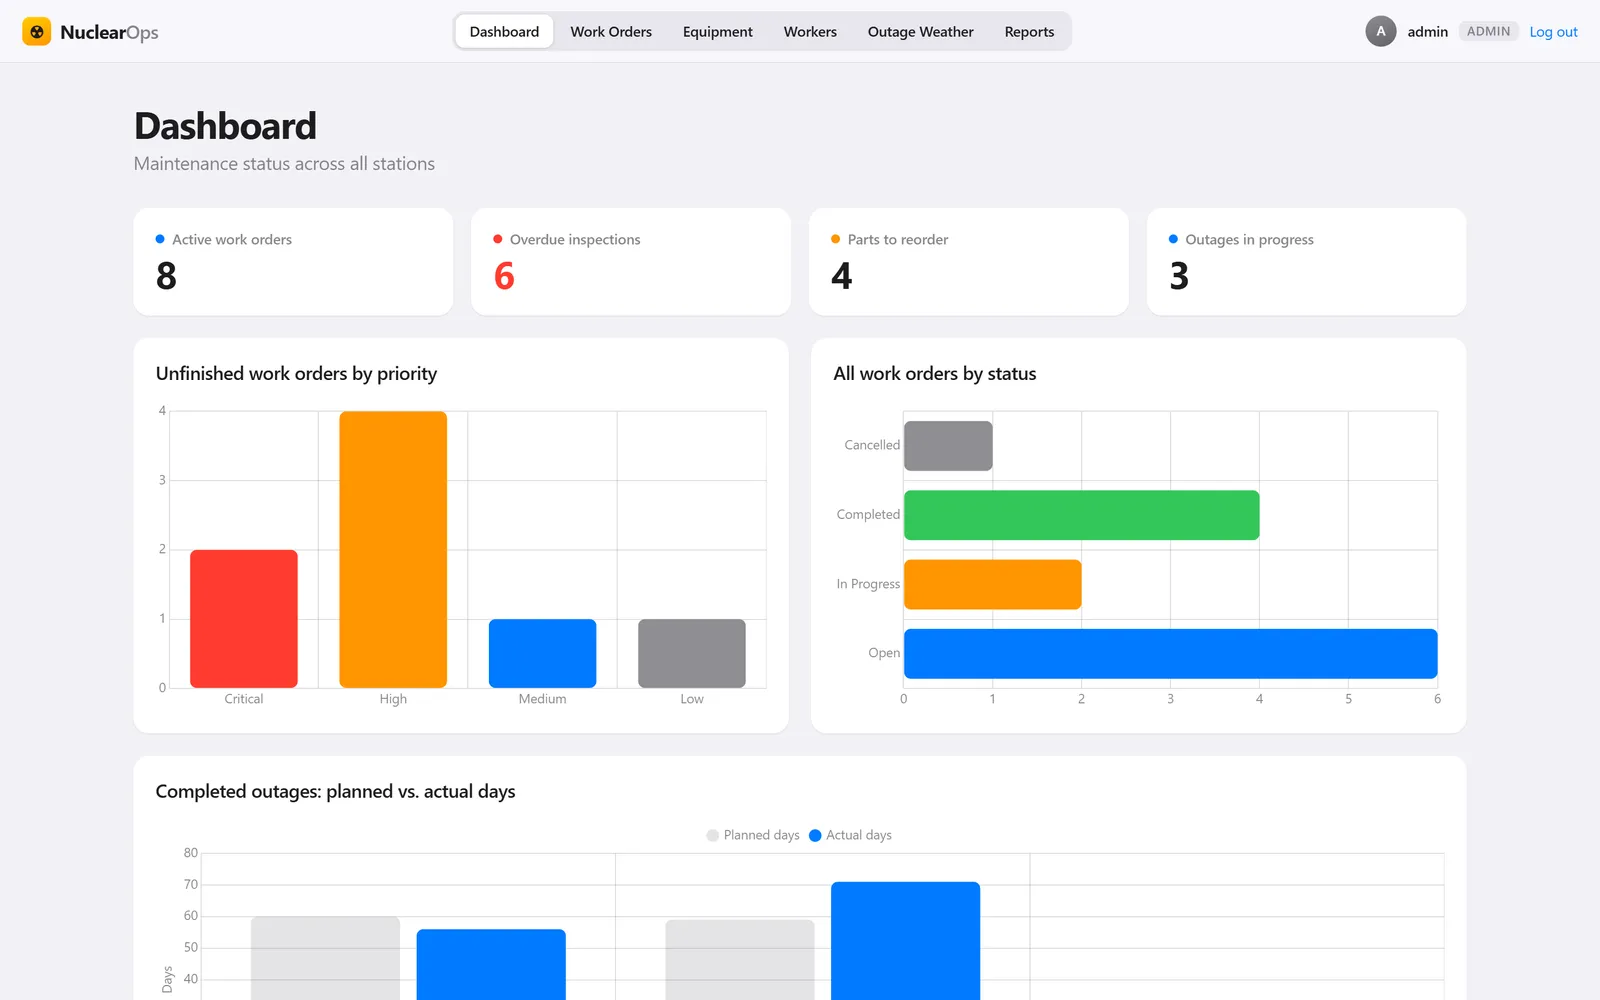 NuclearOps
Dashboard
Work Orders
Equipment
Workers
Outage Weather
Reports
A
admin
ADMIN
Log out
Dashboard
Maintenance status across all stations
Active work orders
8
Overdue inspections
6
Parts to reorder
4
Outages in progress
3
Unfinished work orders by priority
4
3
2
1
0
Critical
High
Medium
Low
All work orders by status
Cancelled
Completed
In Progress
Open
0
1
2
3
4
5
6
Completed outages: planned vs. actual days
Planned days
Actual days
80
70
60
50
40
Days